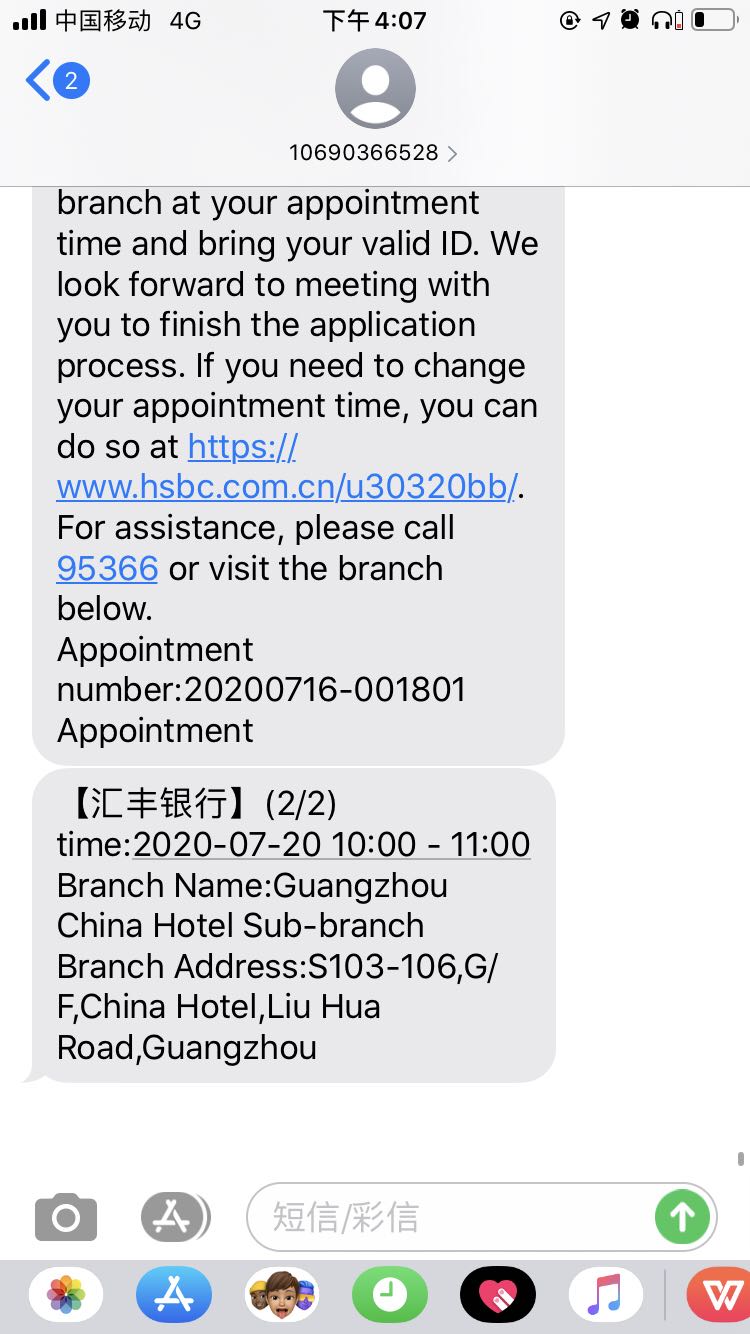 中国移动 4G 下午4:07
2
10690366528
branch at your appointment
time and bring your valid ID. We
look forward to meeting with
you to finish the application
process. If you need to change
your appointment time, you can
do so at https://
www.hsbc.com.cn/u30320bb/.
For assistance, please call
95366 or visit the branch
below.
Appointment
number:20200716-001801
Appointment
【汇丰银行】(2/2)
time:2020-07-20 10:00 - 11:00
Branch Name:Guangzhou
China Hotel Sub-branch
Branch Address:S103-106,G/
F,China Hotel,Liu Hua
Road,Guangzhou
短信/彩信